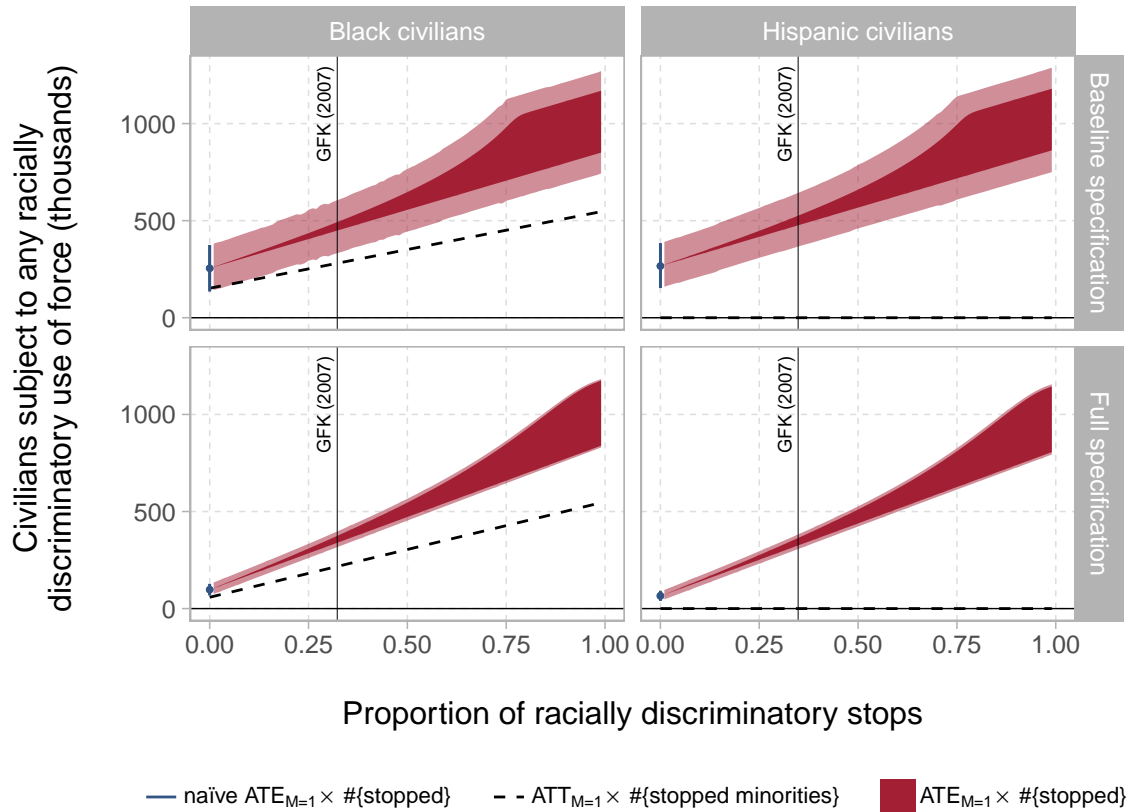 Black civilians
Hispanic civilians
Civilians subject to any racially
discriminatory use of force (thousands)
1000
500
0
GFK (2007)
GFK (2007)
Baseline specification
1000
500
0
GFK (2007)
GFK (2007)
Full specification
0.00 0.25 0.50 0.75 1.00
0.00 0.25 0.50 0.75 1.00
Proportion of racially discriminatory stops
naïve ATE_{M=1} × #{stopped}
ATT_{M=1} × #{stopped minorities}
ATE_{M=1} × #{stopped}